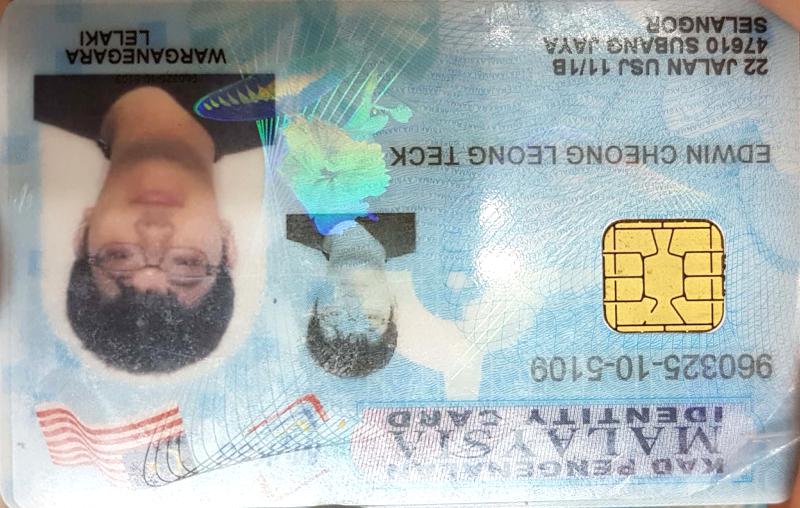 KAD PENGENALAN
MALAYSIA
IDENTITY CARD
960325-10-5109
EDWIN CHEONG LEONG TECK
22 JALAN USJ 11/1B
47610 SUBANG JAYA
SELANGOR
WARGANEGARA
LELAKI